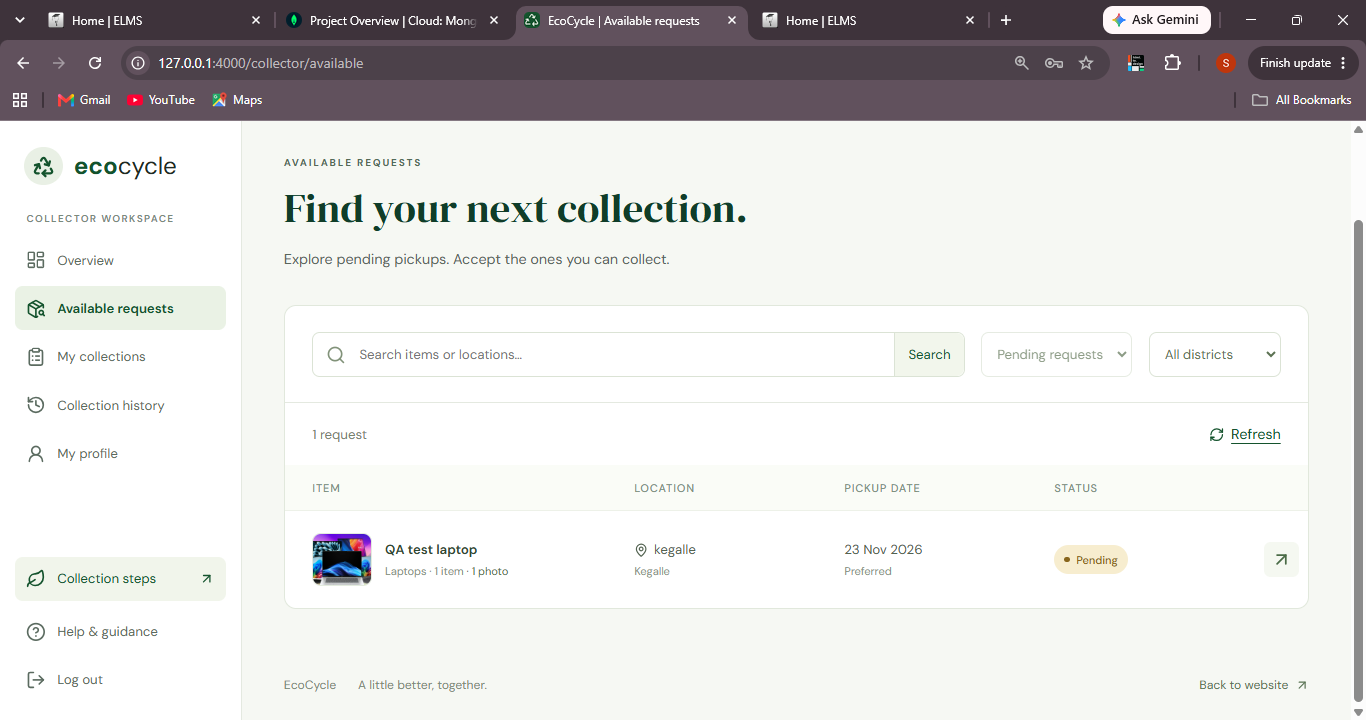 Home | ELMS
Project Overview | Cloud: Mong
EcoCycle | Available requests
Home | ELMS
Ask Gemini
127.0.0.1:4000/collector/available
S
Finish update
Gmail
YouTube
Maps
All Bookmarks
ecocycle
COLLECTOR WORKSPACE
Overview
Available requests
My collections
Collection history
My profile
Collection steps
Help & guidance
Log out
AVAILABLE REQUESTS
Find your next collection.
Explore pending pickups. Accept the ones you can collect.
Search items or locations...
Search
Pending requests
All districts
1 request
Refresh
ITEM LOCATION PICKUP DATE STATUS
QA test laptop kegalle 23 Nov 2026 Pending
Laptops · 1 item · 1 photo Kegalle Preferred
EcoCycle A little better, together. Back to website